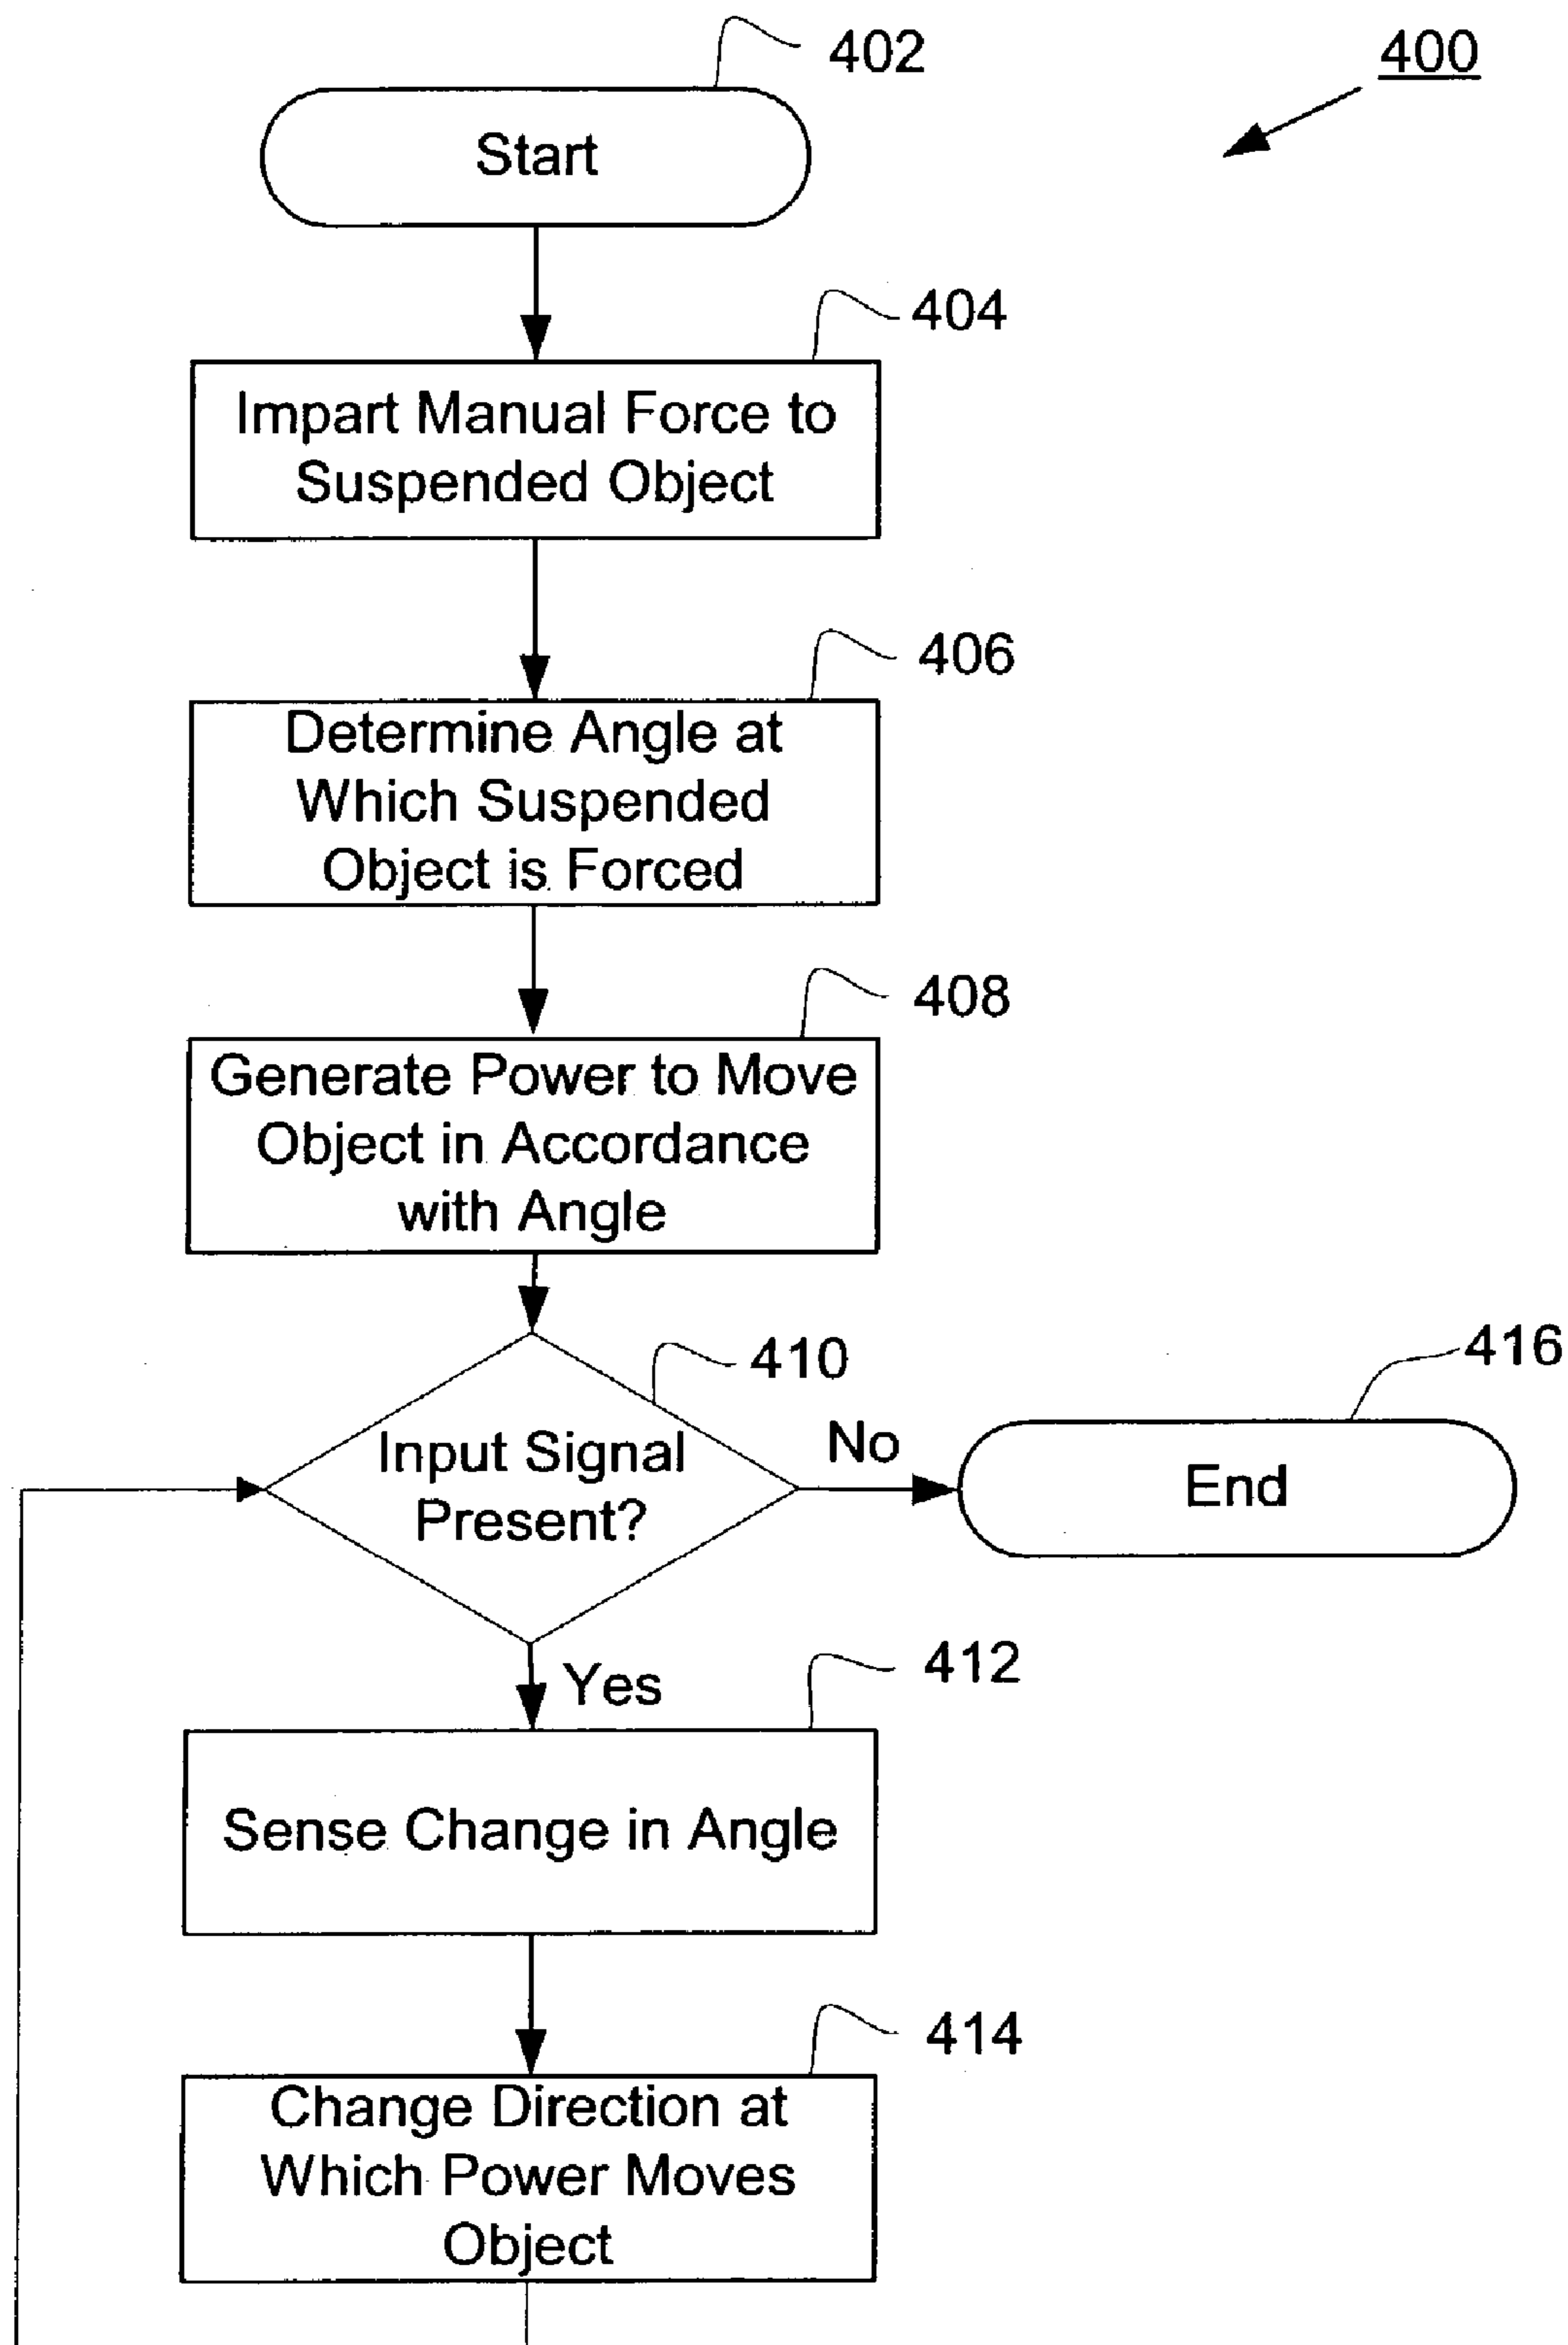 402
400
Start
404
Impart Manual Force to
Suspended Object
406
Determine Angle at
Which Suspended
Object is Forced
408
Generate Power to Move
Object in Accordance
with Angle
410
416
Input Signal
Present?
No
End
Yes
412
Sense Change in Angle
414
Change Direction at
Which Power Moves
Object